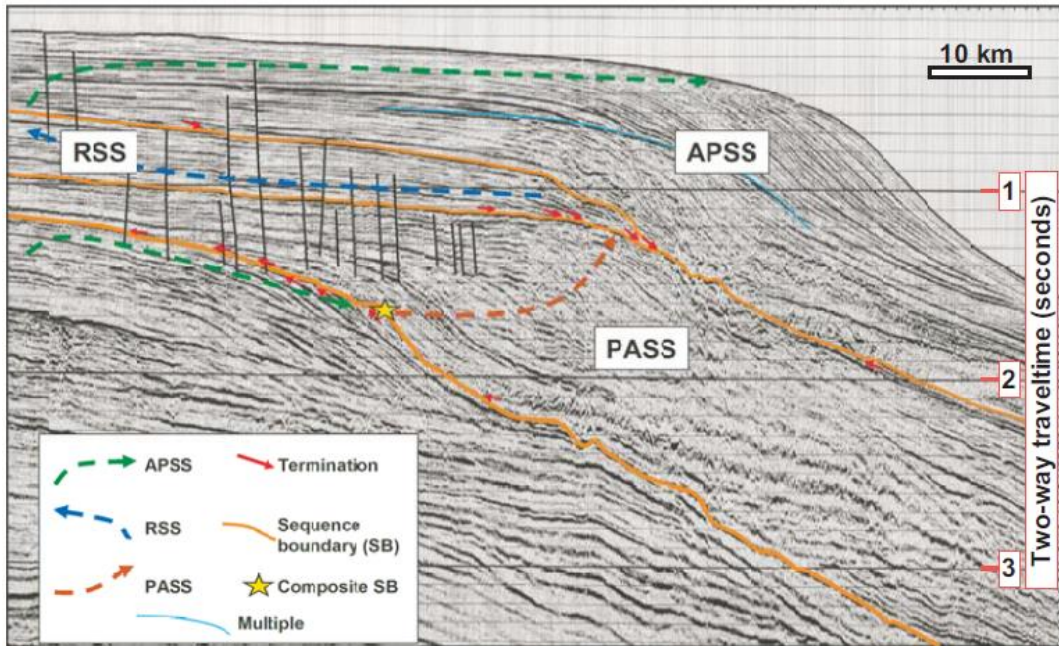 10 km
RSS
APSS
1
PASS
2
3
Two-way traveltime (seconds)
APSS
Termination
RSS
Sequence
boundary (SB)
PASS
Composite SB
Multiple